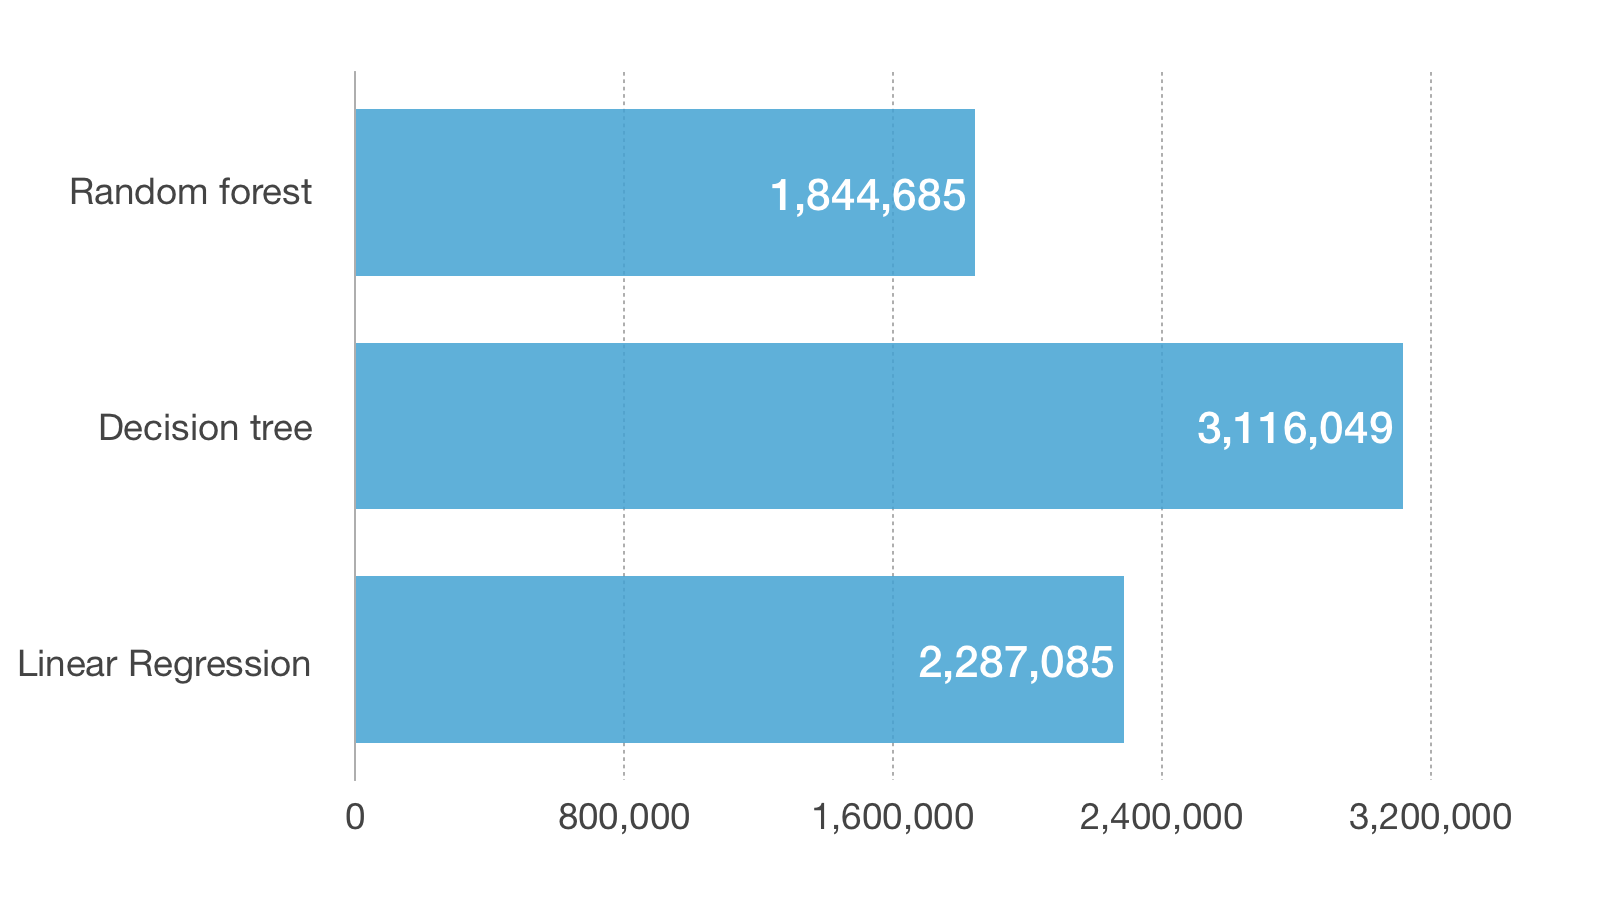 Random forest
1,844,685
Decision tree
3,116,049
Linear Regression
2,287,085
0
800,000
1,600,000
2,400,000
3,200,000